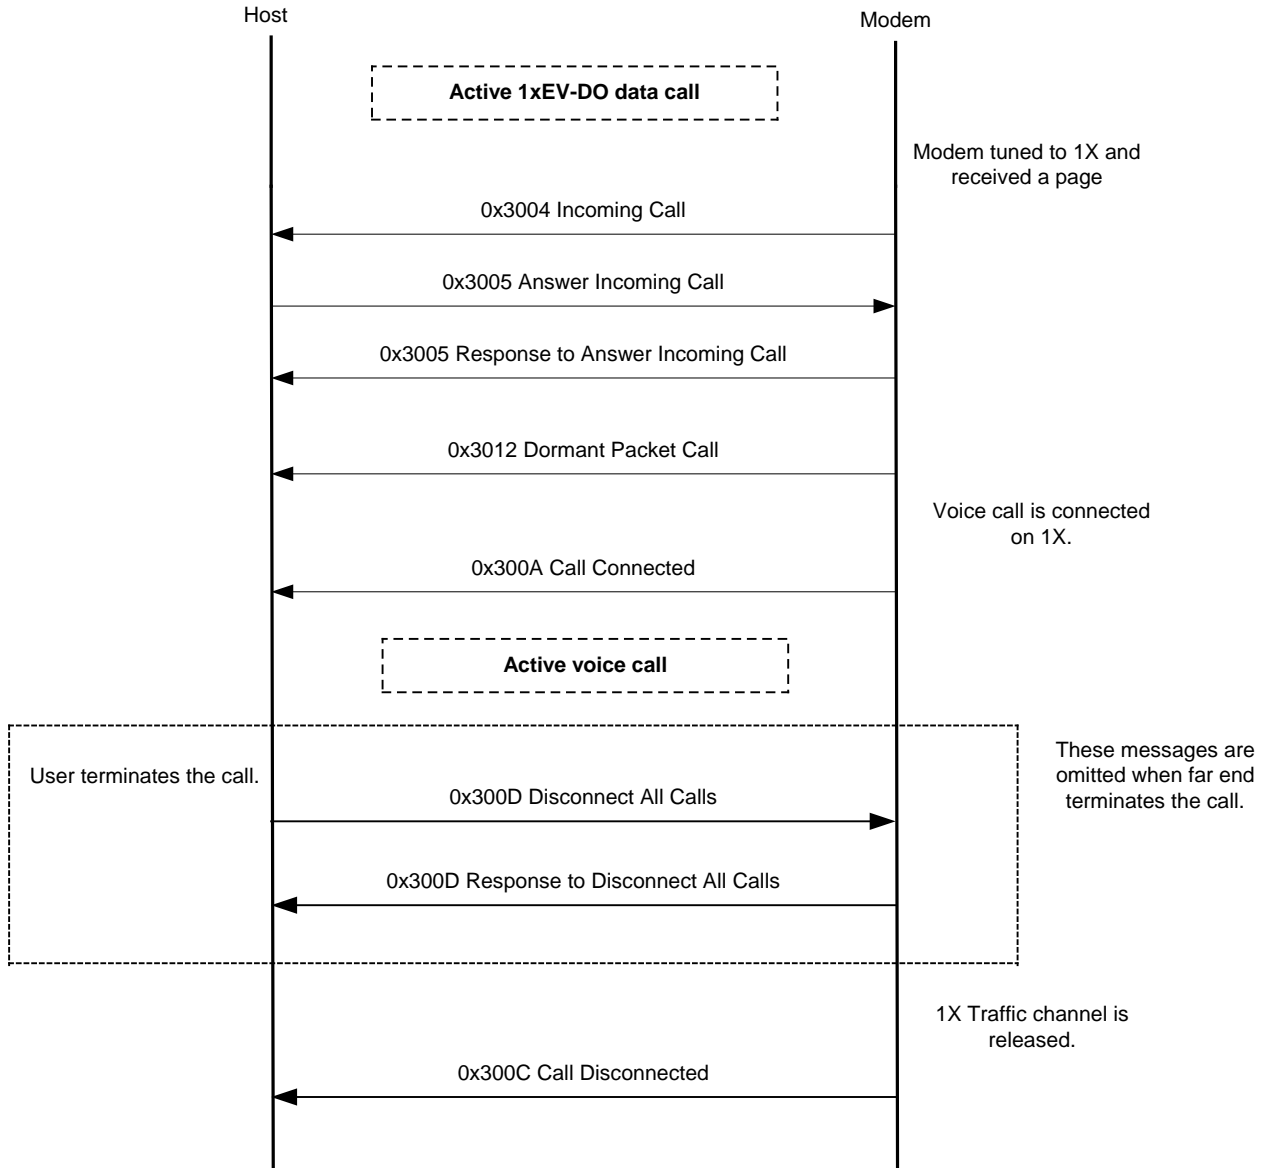 Host
Modem
Active 1xEV-DO data call
Modem tuned to 1X and
received a page
0x3004 Incoming Call
0x3005 Answer Incoming Call
0x3005 Response to Answer Incoming Call
0x3012 Dormant Packet Call
Voice call is connected
on 1X.
0x300A Call Connected
Active voice call
User terminates the call.
These messages are
omitted when far end
terminates the call.
0x300D Disconnect All Calls
0x300D Response to Disconnect All Calls
1X Traffic channel is
released.
0x300C Call Disconnected